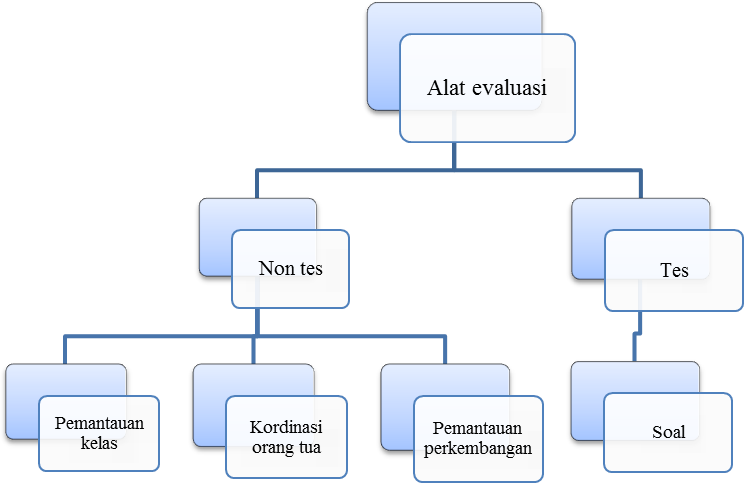 Alat evaluasi
Non tes
Tes
Pemantauan
kelas
Kordinasi
orang tua
Pemantauan
perkembangan
Soal